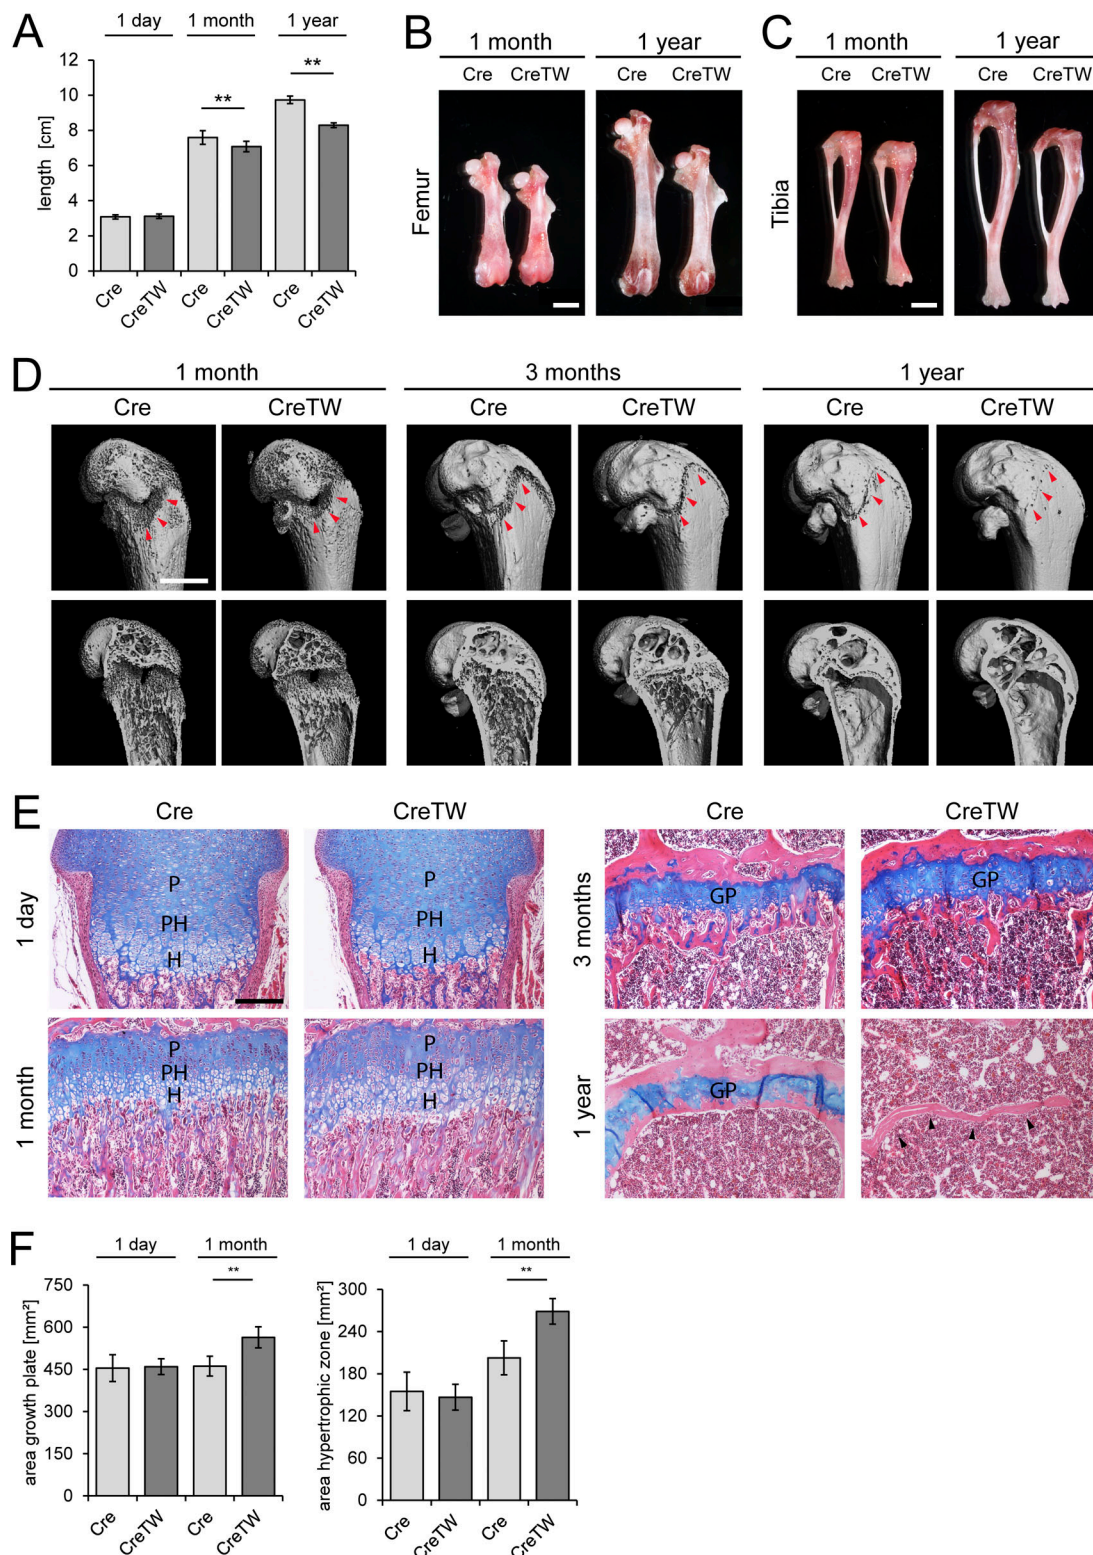 A
1 day 1 month 1 year
length [cm]
12
10
8
6
4
2
0
** **
Cre CreTW Cre CreTW Cre CreTW
B
1 month 1 year
Cre CreTW Cre CreTW
Femur
C
1 month 1 year
Cre CreTW Cre CreTW
Tibia
D
1 month 3 months 1 year
Cre CreTW Cre CreTW Cre CreTW
E
Cre CreTW Cre CreTW
1 day
P P
PH PH
H H
3 months
GP GP
1 month
P P
PH PH
H H
1 year
GP
F
1 day 1 month
**
area growth plate [mm²]
750
600
450
300
150
0
Cre CreTW Cre CreTW
1 day 1 month
**
area hypertrophic zone [mm²]
300
240
180
120
60
0
Cre CreTW Cre CreTW